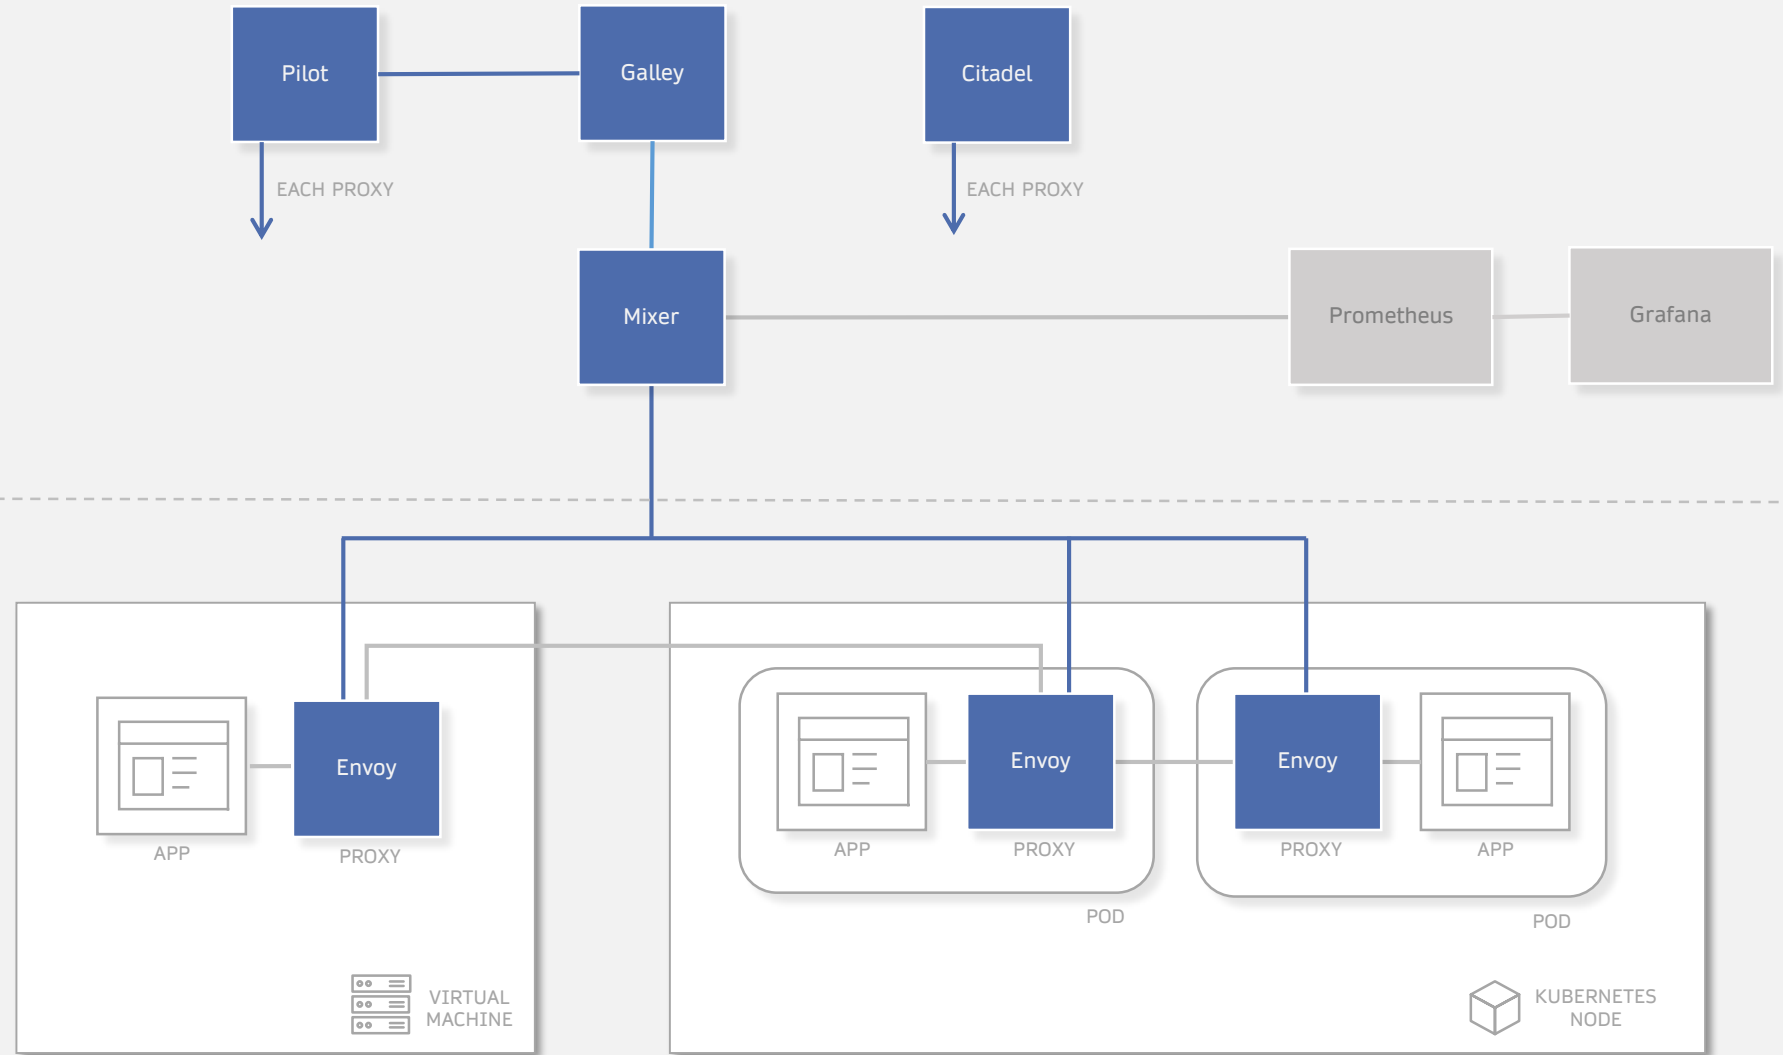 Pilot
Galley
Citadel
EACH PROXY
EACH PROXY
Mixer
Prometheus
Grafana
Envoy
Envoy
Envoy
APP
PROXY
APP
PROXY
PROXY
APP
POD
POD
VIRTUAL
MACHINE
KUBERNETES
NODE